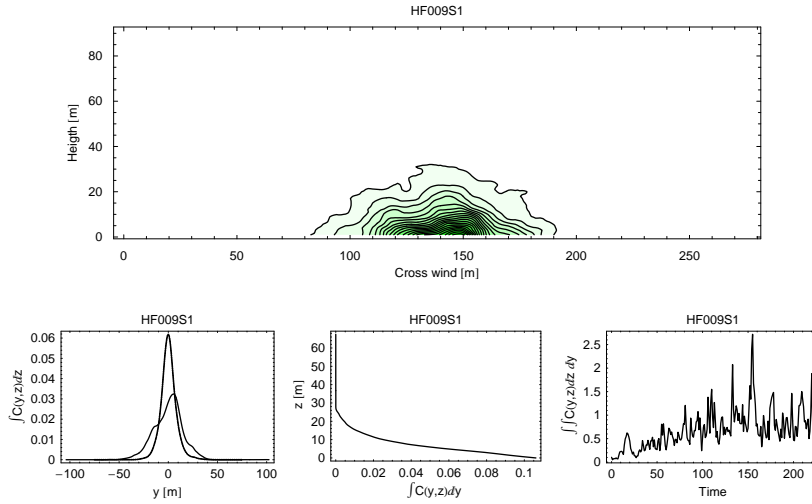 HF009S1
80
60
40
20
0
Heigth [m]
0 50 100 150 200 250
Cross wind [m]
HF009S1
0.06
0.05
0.04
0.03
0.02
0.01
0
∫C(y,z)dz
−100 −50 0 50 100
y [m]
HF009S1
60
50
40
30
20
10
0
z [m]
0 0.02 0.04 0.06 0.08 0.1
∫C(y,z)dy
HF009S1
2.5
2
1.5
1
0.5
0
∫∫C(y,z)dz dy
0 50 100 150 200
Time